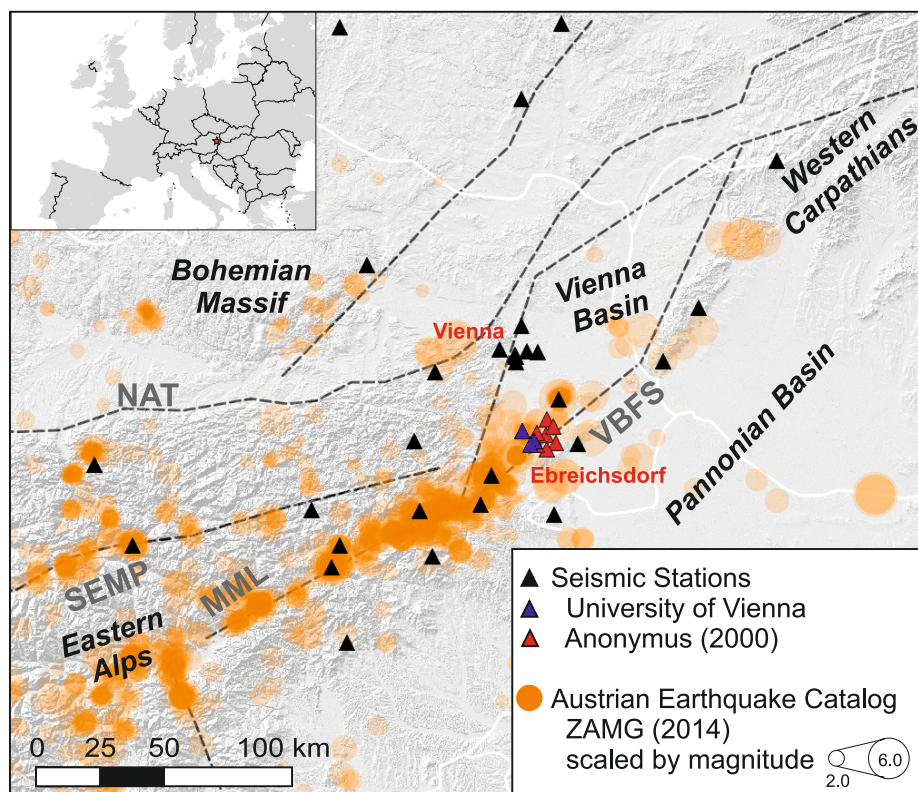 Western
Carpathians
Bohemian
Massif
Vienna
Basin
Vienna
NAT
VBFS
Pannonian Basin
Ebreichsdorf
SEMP
MML
Eastern
Alps
Seismic Stations
University of Vienna
Anonymus (2000)
Austrian Earthquake Catalog
ZAMG (2014)
scaled by magnitude
2.0
6.0
0 25 50 100 km